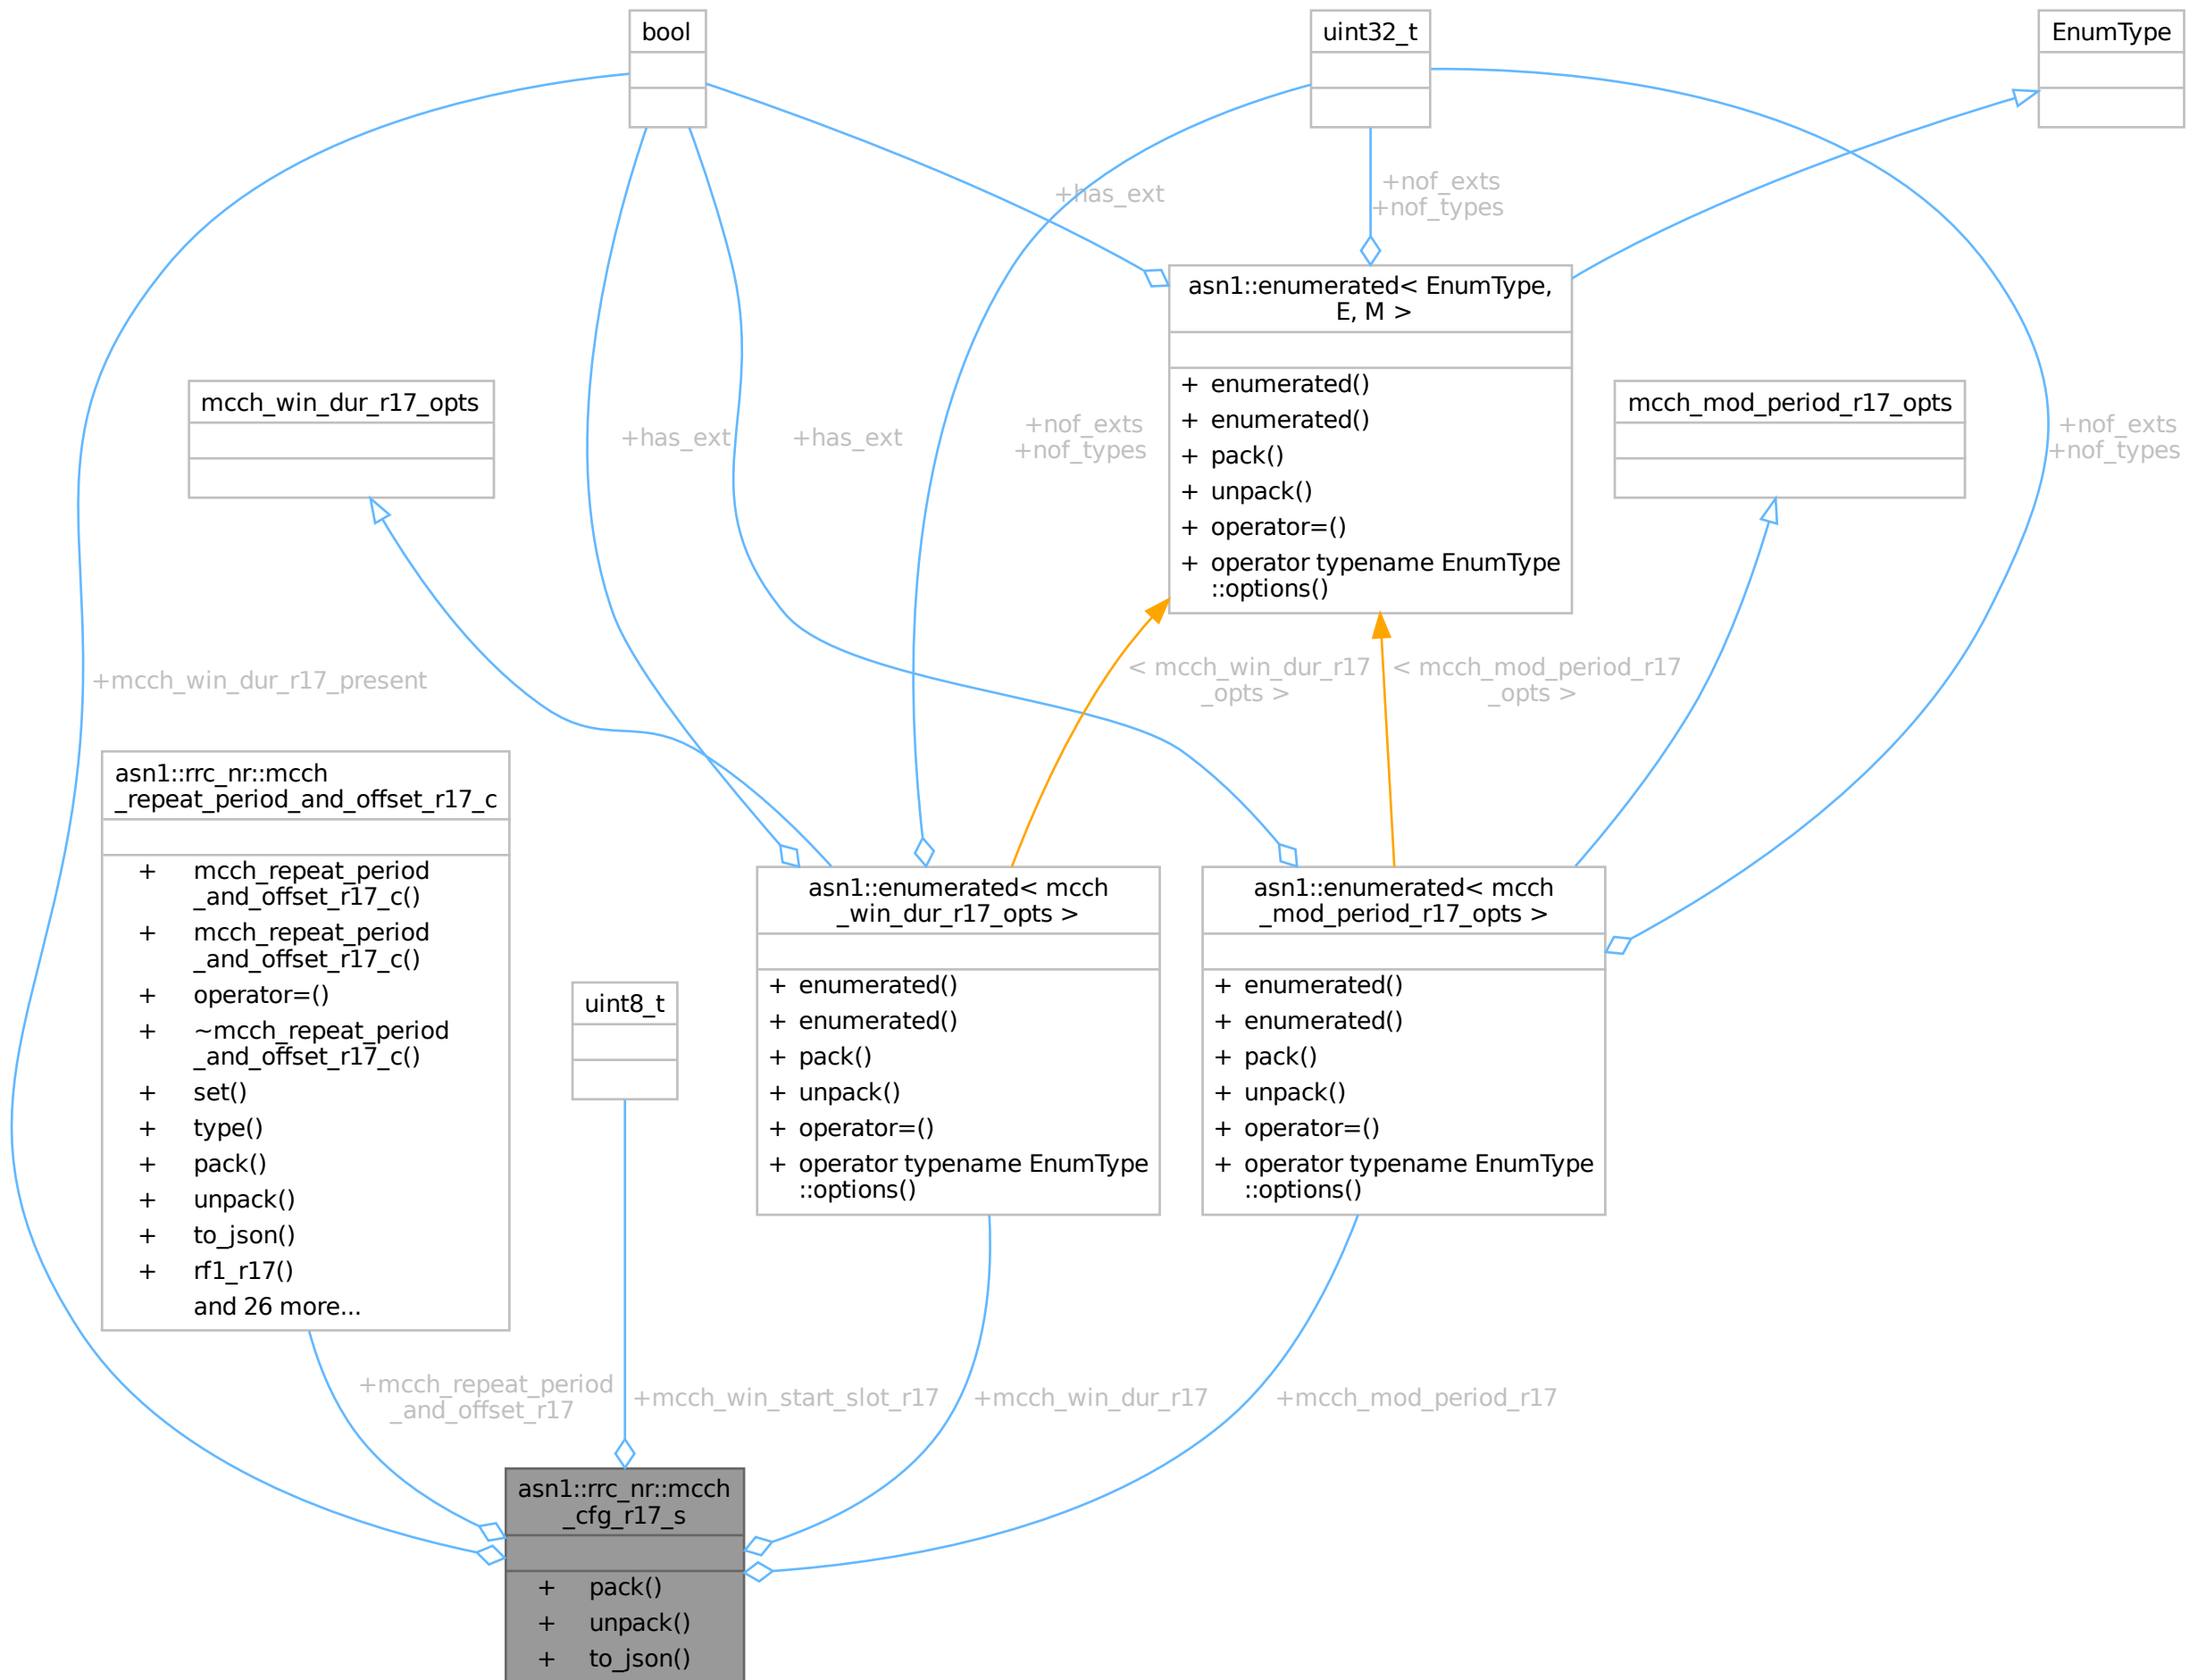 bool
uint32_t
EnumType
+has_ext
+nof_exts
+nof_types
asn1::enumerated< EnumType,
E, M >
+ enumerated()
+ enumerated()
+ pack()
+ unpack()
+ operator=()
+ operator typename EnumType
::options()
mcch_win_dur_r17_opts
mcch_mod_period_r17_opts
+has_ext
+has_ext
+nof_exts
+nof_types
+nof_exts
+nof_types
+mcch_win_dur_r17_present
< mcch_win_dur_r17
_opts >
< mcch_mod_period_r17
_opts >
asn1::rrc_nr::mcch
_repeat_period_and_offset_r17_c
+ mcch_repeat_period
_and_offset_r17_c()
+ mcch_repeat_period
_and_offset_r17_c()
+ operator=()
+ ~mcch_repeat_period
_and_offset_r17_c()
+ set()
+ type()
+ pack()
+ unpack()
+ to_json()
+ rf1_r17()
and 26 more...
uint8_t
asn1::enumerated< mcch
_win_dur_r17_opts >
+ enumerated()
+ enumerated()
+ pack()
+ unpack()
+ operator=()
+ operator typename EnumType
::options()
asn1::enumerated< mcch
_mod_period_r17_opts >
+ enumerated()
+ enumerated()
+ pack()
+ unpack()
+ operator=()
+ operator typename EnumType
::options()
+mcch_repeat_period
_and_offset_r17
+mcch_win_start_slot_r17
+mcch_win_dur_r17
+mcch_mod_period_r17
asn1::rrc_nr::mcch
_cfg_r17_s
+ pack()
+ unpack()
+ to_json()